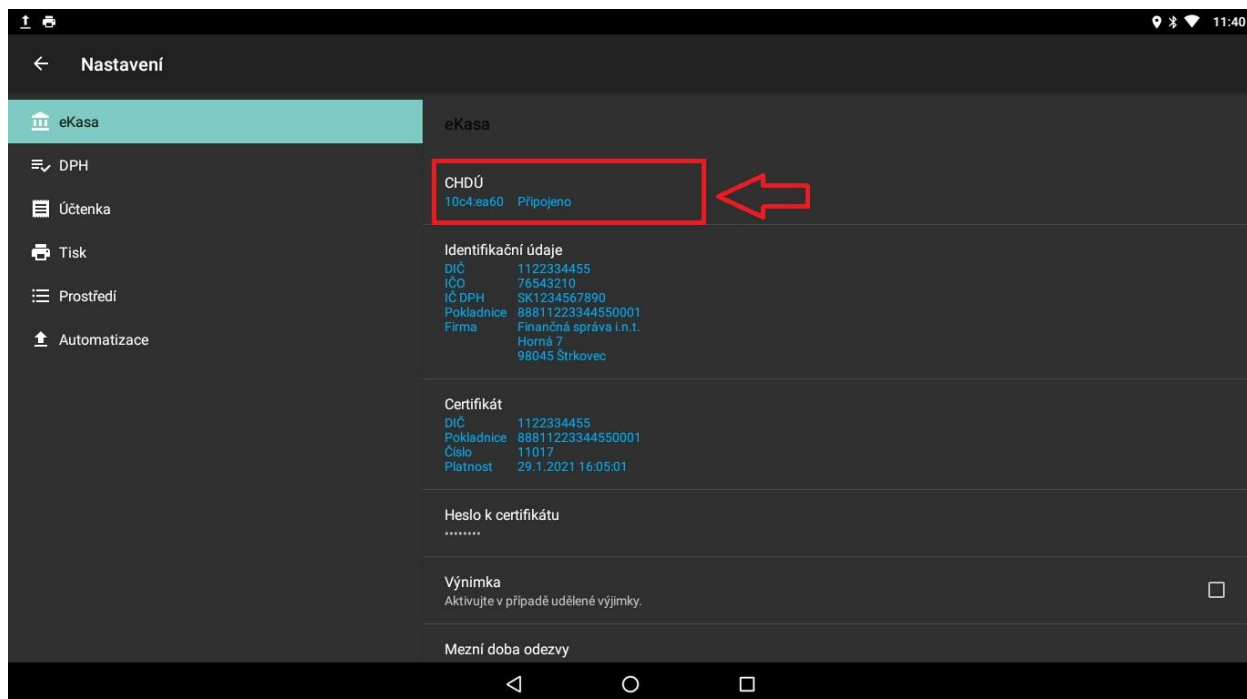 11:40
Nastavení
eKasa
DPH
Účtenka
Tisk
Prostředí
Automatizace
eKasa
CHDÚ
10c4:ea60 Připojeno
Identifikační údaje
DIČ 1122334455
IČO 76543210
IČ DPH SK1234567890
Pokladnice 88811223344550001
Firma Finančná správa i.n.t.
Horná 7
98045 Štrkovec
Certifikát
DIČ 1122334455
Pokladnice 88811223344550001
Číslo 11017
Platnost 29.1.2021 16:05:01
Heslo k certifikátu
••••••••
Výnimka
Aktivujte v případě udělené výjimky.
Mezní doba odezvy